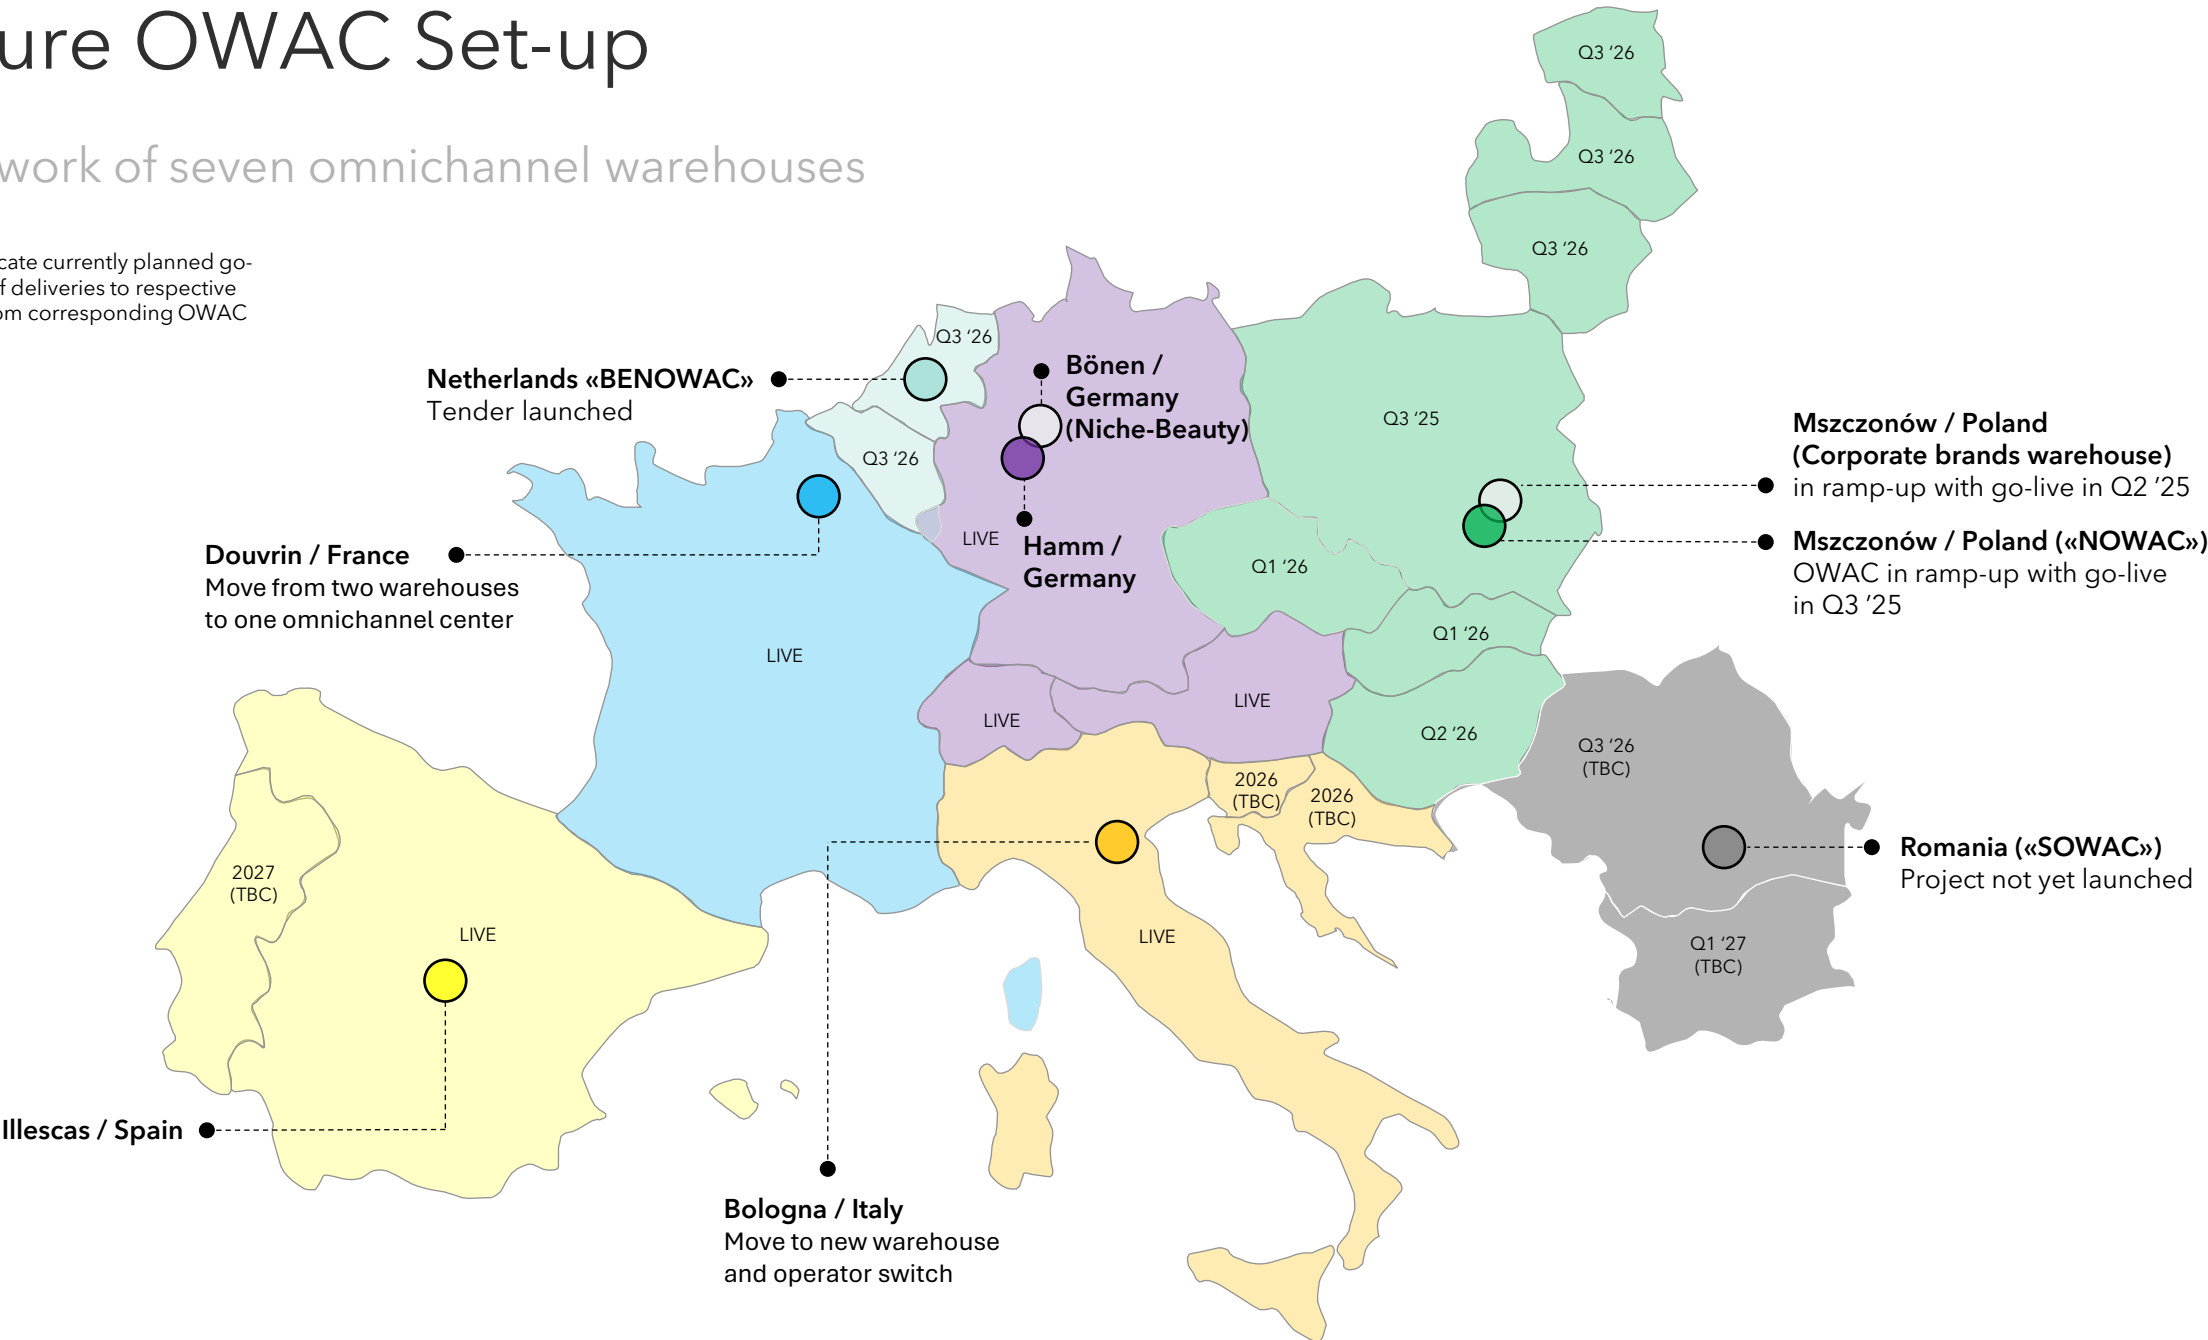 ure OWAC Set-up
work of seven omnichannel warehouses
cate currently planned go-
f deliveries to respective
om corresponding OWAC
Q3 '26
Q3 '26
Q3 '26
Q3 '26
Netherlands «BENOWAC»
Tender launched
Bönen /
Germany
(Niche-Beauty)
Q3 '25
Q3 '26
Mszczonów / Poland
(Corporate brands warehouse)
in ramp-up with go-live in Q2 '25
Mszczonów / Poland («NOWAC»)
OWAC in ramp-up with go-live
in Q3 '25
LIVE
Hamm /
Germany
Douvrin / France
Move from two warehouses
to one omnichannel center
Q1 '26
Q1 '26
LIVE
LIVE
LIVE
Q2 '26
Q3 '26
(TBC)
2026
(TBC)
2026
(TBC)
Romania («SOWAC»)
Project not yet launched
2027
(TBC)
LIVE
LIVE
Q1 '27
(TBC)
Illescas / Spain
Bologna / Italy
Move to new warehouse
and operator switch